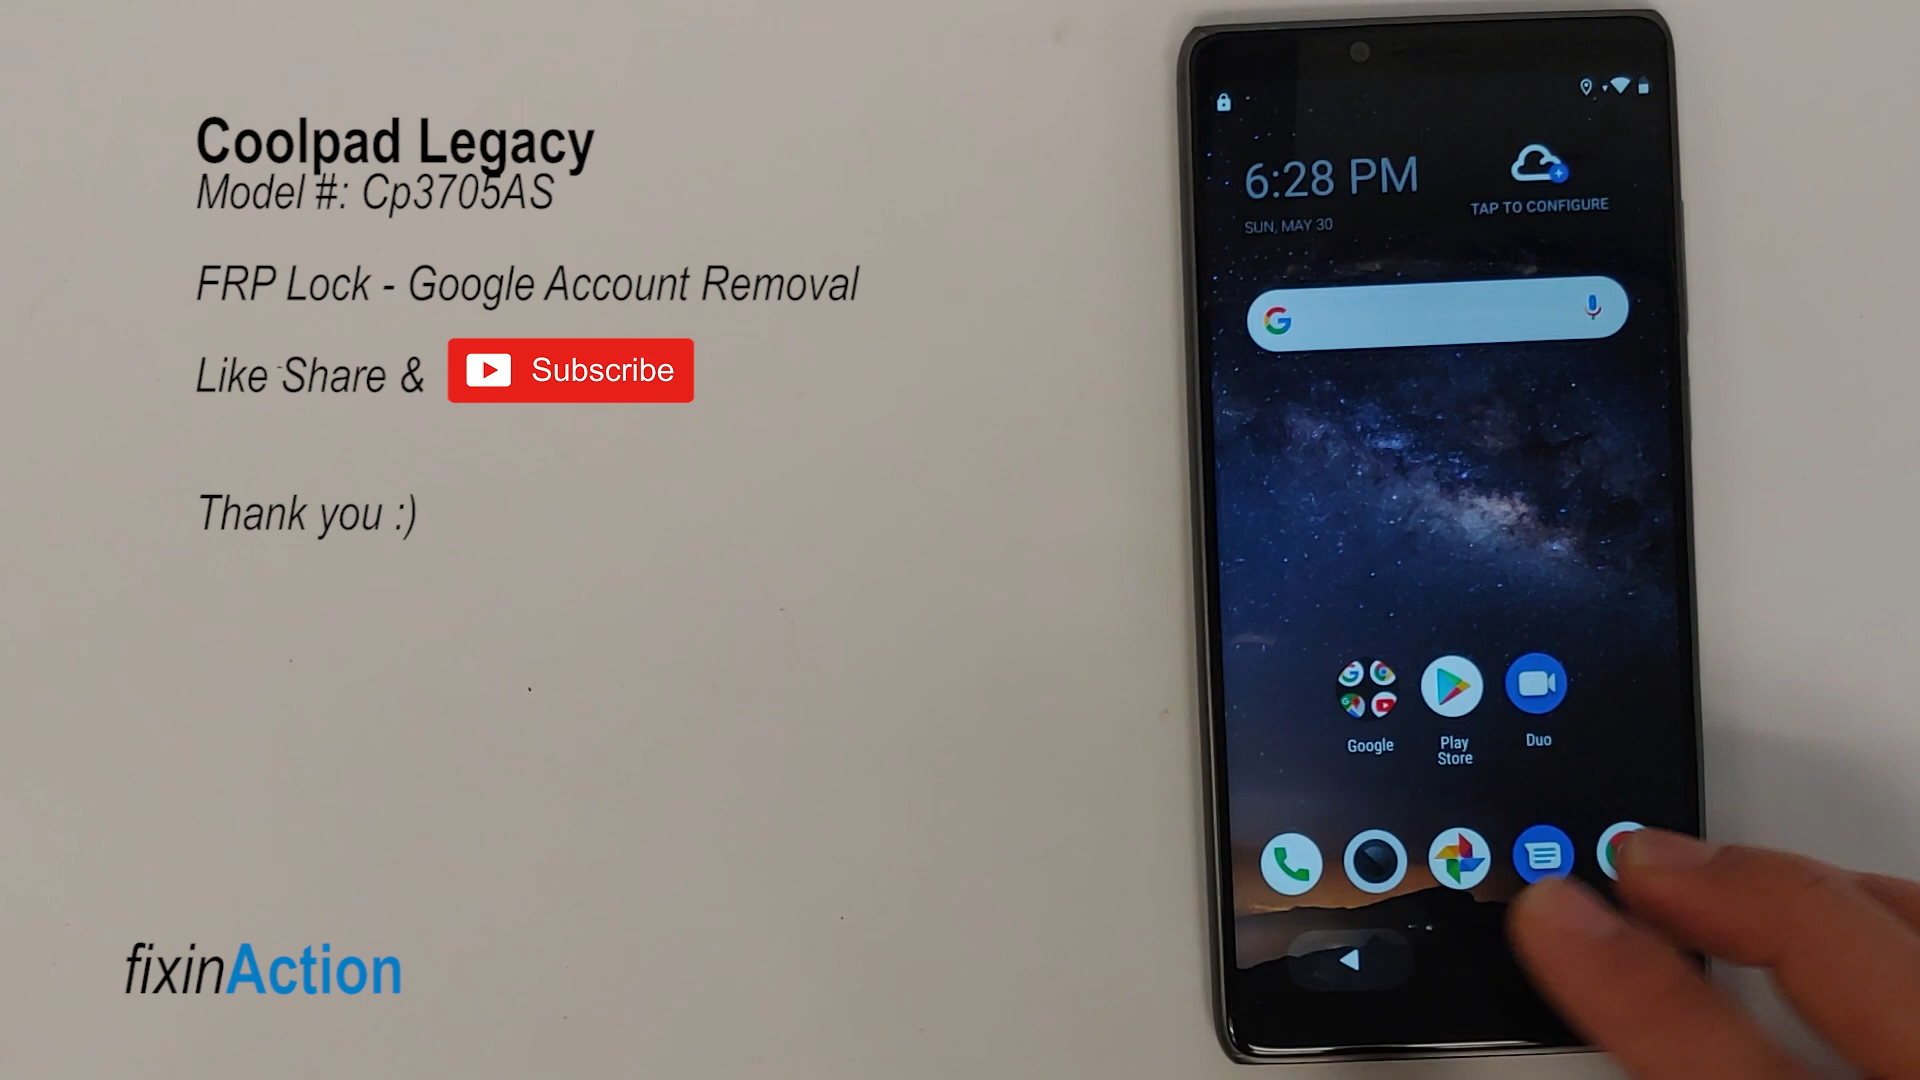 Coolpad Legacy
Model #: Cp3705AS
FRP Lock - Google Account Removal
Like Share & Subscribe
Thank you :)
fixinAction
6:28 PM
SUN, MAY 30
TAP TO CONFIGURE
Google
Play
Store
Duo